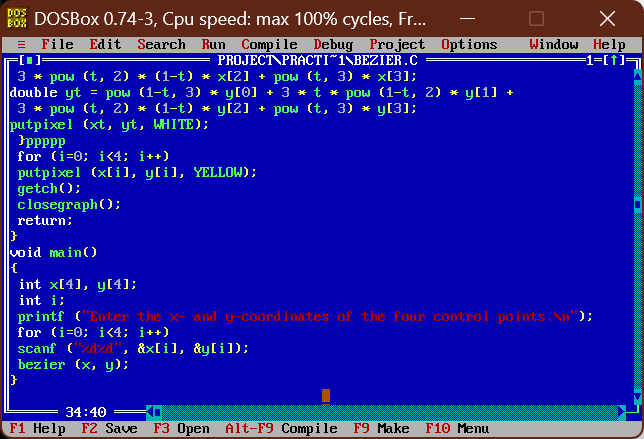 DOS BOX DOSBox 0.74-3, Cpu speed: max 100% cycles, Fr...
≡ File Edit Search Run Compile Debug Project Options Window Help
[■] PROJECT\PRACTI~1\BEZIER.C 1=[↑]
3 * pow (t, 2) * (1-t) * x[2] + pow (t, 3) * x[3];
double yt = pow (1-t, 3) * y[0] + 3 * t * pow (1-t, 2) * y[1] +
3 * pow (t, 2) * (1-t) * y[2] + pow (t, 3) * y[3];
putpixel (xt, yt, WHITE);
}ppppp
for (i=0; i<4; i++)
putpixel (x[i], y[i], YELLOW);
getch();
closegraph();
return;
}
void main()
{
int x[4], y[4];
int i;
printf ("Enter the x- and y-coordinates of the four control points.\n");
for (i=0; i<4; i++)
scanf ("%d%d", &x[i], &y[i]);
bezier (x, y);
}
34:40
F1 Help F2 Save F3 Open Alt-F9 Compile F9 Make F10 Menu